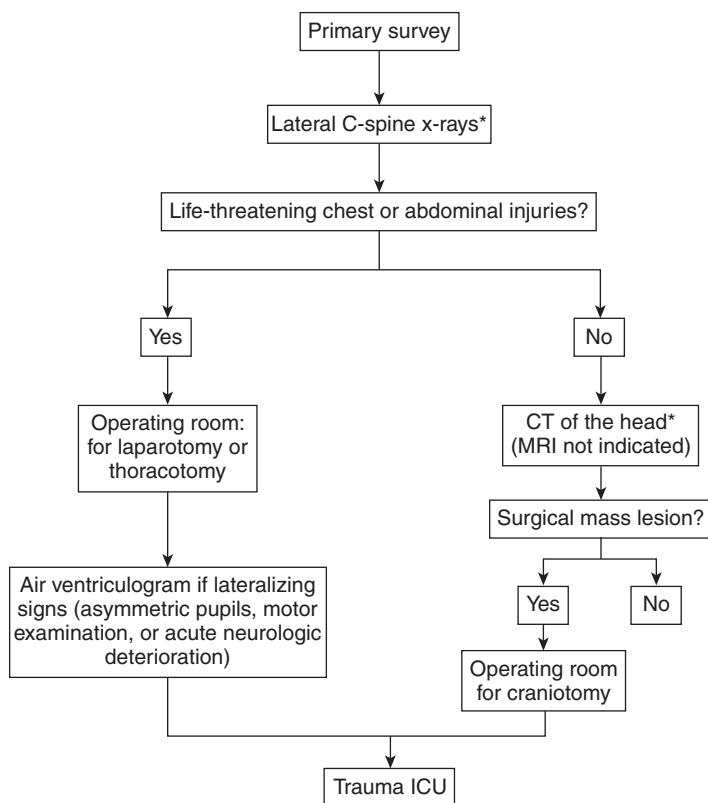 Primary survey
Lateral C-spine x-rays*
Life-threatening chest or abdominal injuries?
Yes
No
Operating room:
for laparotomy or
thoracotomy
CT of the head*
(MRI not indicated)
Surgical mass lesion?
Air ventriculogram if lateralizing
signs (asymmetric pupils, motor
examination, or acute neurologic
deterioration)
Yes
No
Operating room
for craniotomy
Trauma ICU